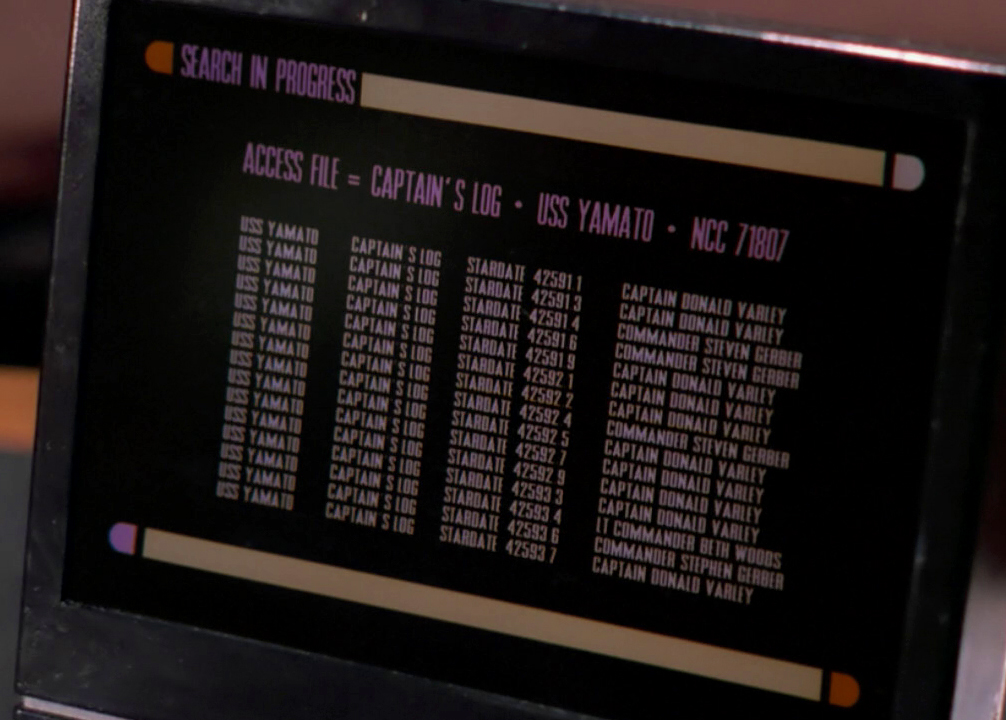 SEARCH IN PROGRESS
ACCESS FILE = CAPTAIN'S LOG • USS YAMATO • NCC 71807
USS YAMATO CAPTAIN'S LOG STARDATE 42591 1 CAPTAIN DONALD VARLEY
USS YAMATO CAPTAIN'S LOG STARDATE 42591 3 CAPTAIN DONALD VARLEY
USS YAMATO CAPTAIN'S LOG STARDATE 42591 4 COMMANDER STEVEN GERBER
USS YAMATO CAPTAIN'S LOG STARDATE 42591 6 COMMANDER STEVEN GERBER
USS YAMATO CAPTAIN'S LOG STARDATE 42591 9 CAPTAIN DONALD VARLEY
USS YAMATO CAPTAIN'S LOG STARDATE 42592 1 CAPTAIN DONALD VARLEY
USS YAMATO CAPTAIN'S LOG STARDATE 42592 2 CAPTAIN DONALD VARLEY
USS YAMATO CAPTAIN'S LOG STARDATE 42592 4 COMMANDER STEVEN GERBER
USS YAMATO CAPTAIN'S LOG STARDATE 42592 5 CAPTAIN DONALD VARLEY
USS YAMATO CAPTAIN'S LOG STARDATE 42592 7 CAPTAIN DONALD VARLEY
USS YAMATO CAPTAIN'S LOG STARDATE 42592 9 CAPTAIN DONALD VARLEY
USS YAMATO CAPTAIN'S LOG STARDATE 42593 3 CAPTAIN DONALD VARLEY
USS YAMATO CAPTAIN'S LOG STARDATE 42593 4 LT COMMANDER BETH WOODS
USS YAMATO CAPTAIN'S LOG STARDATE 42593 6 COMMANDER STEPHEN GERBER
USS YAMATO CAPTAIN'S LOG STARDATE 42593 7 CAPTAIN DONALD VARLEY